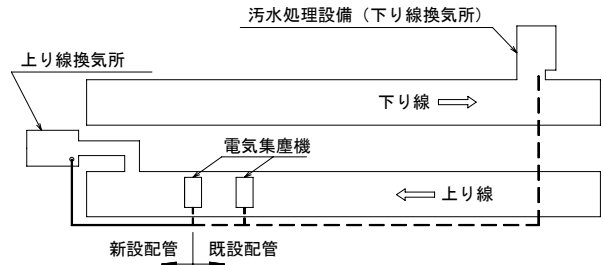 汚水処理設備（下り線換気所）
上り線換気所
下り線
電気集塵機
上り線
新設配管 既設配管